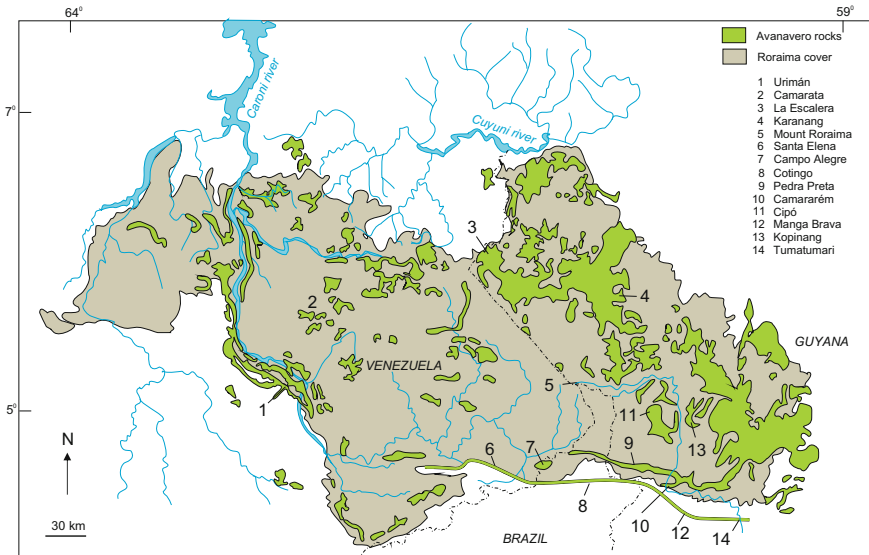 64°
59°
7°
5°
Caroni river
Cuyuni river
Avanavero rocks
Roraima cover
1 Urimán
2 Camarata
3 La Escalera
4 Karanang
5 Mount Roraima
6 Santa Elena
7 Campo Alegre
8 Cotingo
9 Pedra Preta
10 Camararém
11 Cipó
12 Manga Brava
13 Kopinang
14 Tumatumari
3
2
4
GUYANA
VENEZUELA
5
1
11
13
6
7
9
N
30 km
8
10
12
14
BRAZIL